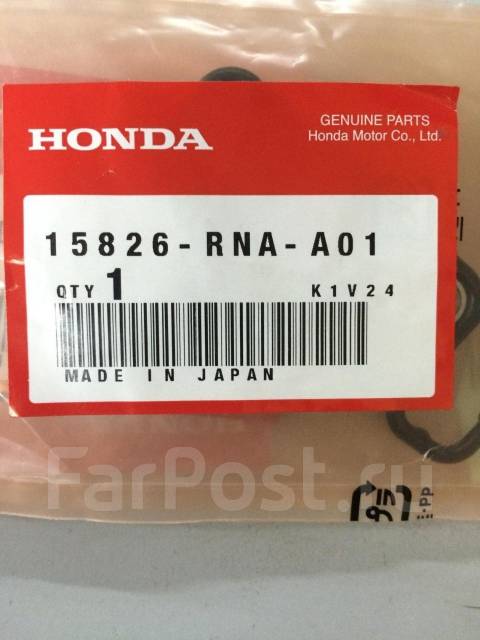 HONDA
GENUINE PARTS
Honda Motor Co., Ltd.
15826-RNA-A01
QTY 1 K1V24
MADE IN JAPAN
FarPost.ru